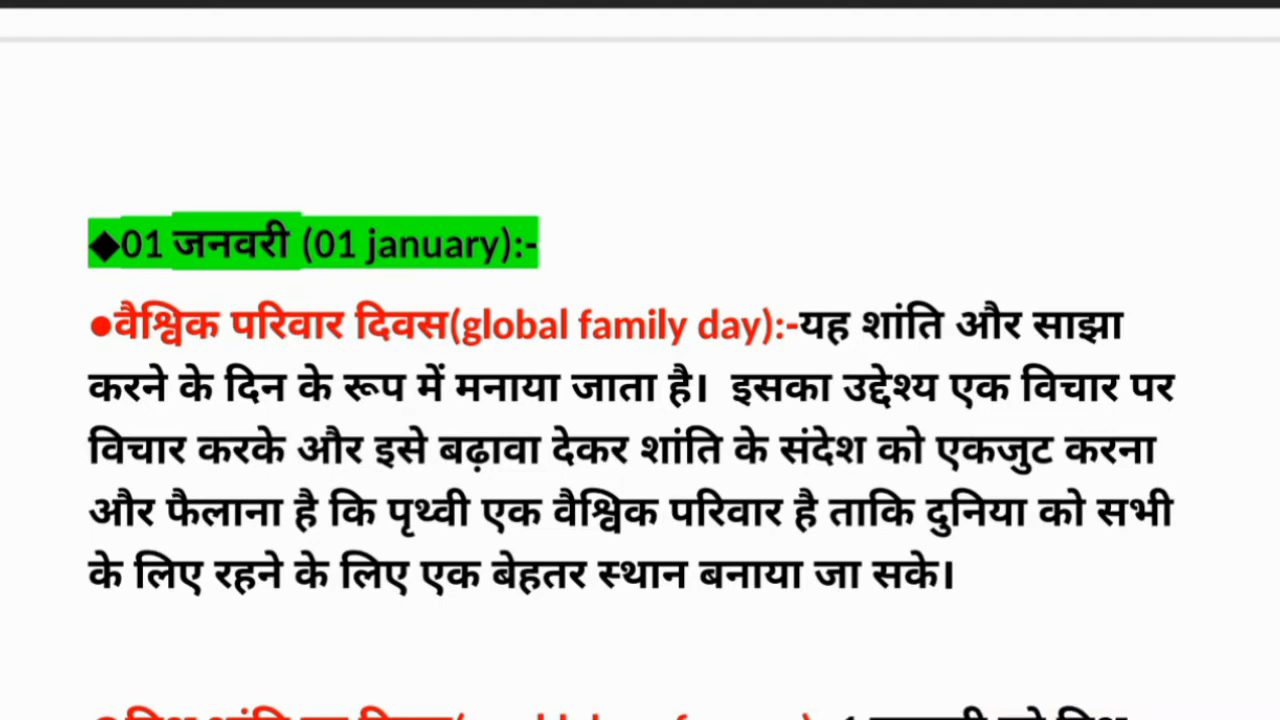 ◆01 जनवरी (01 january):-
●वैश्विक परिवार दिवस(global family day):-यह शांति और साझा
करने के दिन के रूप में मनाया जाता है। इसका उद्देश्य एक विचार पर
विचार करके और इसे बढ़ावा देकर शांति के संदेश को एकजुट करना
और फैलाना है कि पृथ्वी एक वैश्विक परिवार है ताकि दुनिया को सभी
के लिए रहने के लिए एक बेहतर स्थान बनाया जा सके।